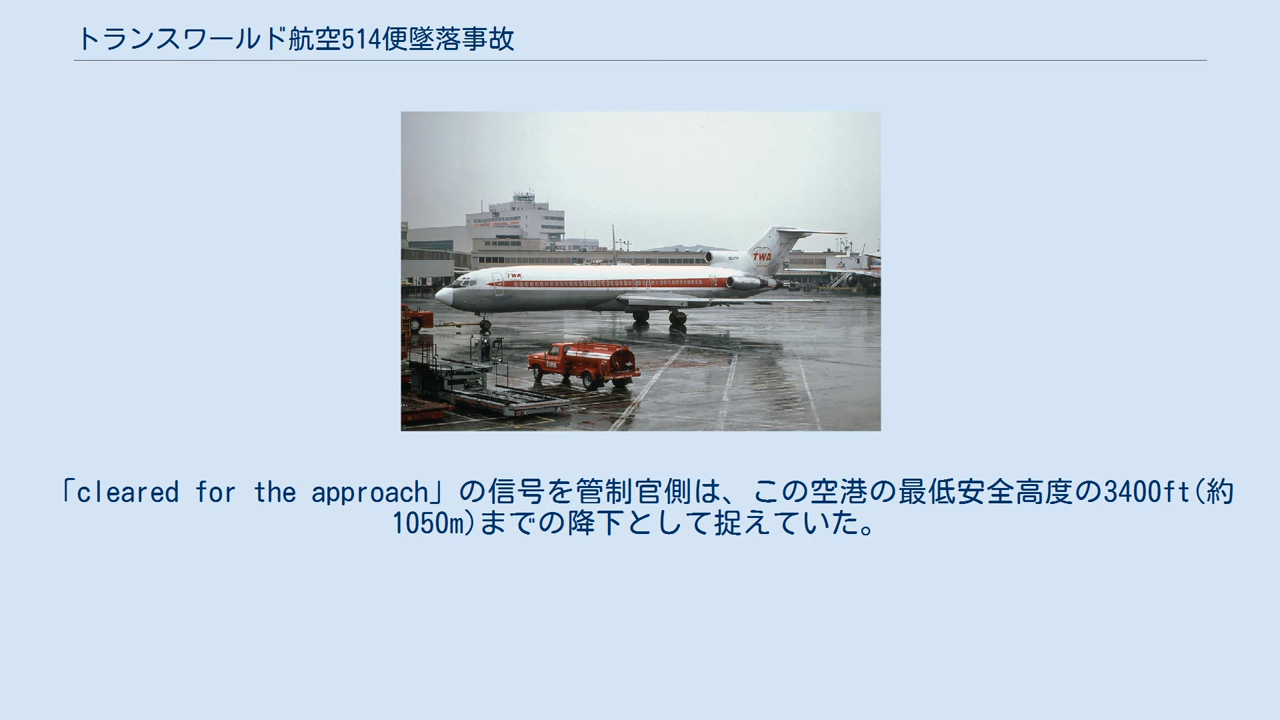 トランスワールド航空514便墜落事故
TWA
TWA
TWA
「cleared for the approach」の信号を管制官側は、この空港の最低安全高度の3400ft(約
1050m)までの降下として捉えていた。